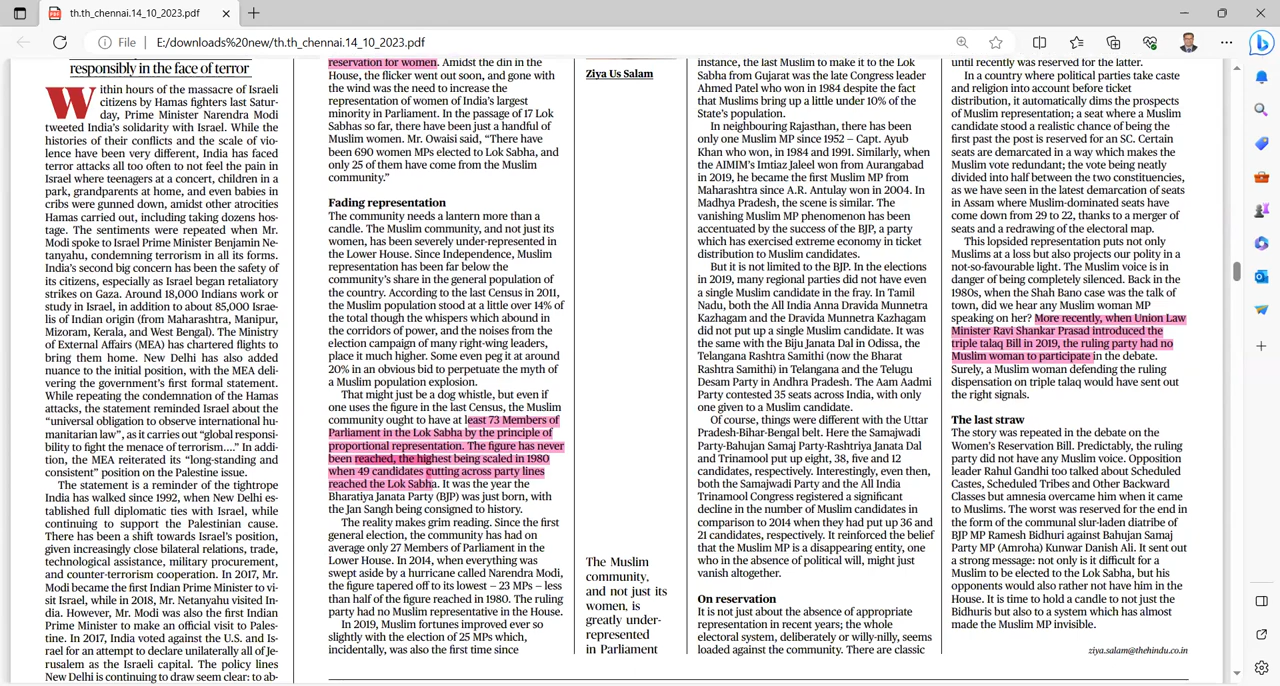 th.th_chennai.14_10_2023.pdf
File
E:/downloads%20new/th.th_chennai.14_10_2023.pdf
responsibly in the face of terror
Within hours of the massacre of Israeli
citizens by Hamas fighters last Satur-
day, Prime Minister Narendra Modi
tweeted India's solidarity with Israel. While the
histories of their conflicts and the scale of vio-
lence have been very different, India has faced
terror attacks all too often to not feel the pain in
Israel where teenagers at a concert, children in a
park, grandparents at home, and even babies in
cribs were gunned down, amidst other atrocities
Hamas carried out, including taking dozens hos-
tage. The sentiments were repeated when Mr.
Modi spoke to Israel Prime Minister Benjamin Ne-
tanyahu, condemning terrorism in all its forms.
India's second big concern has been the safety of
its citizens, especially as Israel began retaliatory
strikes on Gaza. Around 18,000 Indians work or
study in Israel, in addition to about 85,000 Israe-
lis of Indian origin (from Maharashtra, Manipur,
Mizoram, Kerala, and West Bengal). The Ministry
of External Affairs (MEA) has chartered flights to
bring them home. New Delhi has also added
nuance to the initial position, with the MEA deli-
vering the government's first formal statement.
While repeating the condemnation of the Hamas
attacks, the statement reminded Israel about the
"universal obligation to observe international hu-
manitarian law", as it carries out "global responsi-
bility to fight the menace of terrorism...." In addi-
tion, the MEA reiterated its "long-standing and
consistent" position on the Palestine issue.
The statement is a reminder of the tightrope
India has walked since 1992, when New Delhi es-
tablished full diplomatic ties with Israel, while
continuing to support the Palestinian cause.
There has been a shift towards Israel's position,
given increasingly close bilateral relations, trade,
technological assistance, military procurement,
and counter-terrorism cooperation. In 2017, Mr.
Modi became the first Indian Prime Minister to vi-
sit Israel, while in 2018, Mr. Netanyahu visited In-
dia. However, Mr. Modi was also the first Indian
Prime Minister to make an official visit to Pales-
tine. In 2017, India voted against the U.S. and Is-
rael for an attempt to declare unilaterally all of Je-
rusalem as the Israeli capital. The policy lines
New Delhi is continuing to draw seem clear: to ab-
reservation for women. Amidst the din in the
House, the flicker went out soon, and gone with
the wind was the need to increase the
representation of women of India's largest
minority in Parliament. In the passage of 17 Lok
Sabhas so far, there have been just a handful of
Muslim women. Mr. Owaisi said, "There have
been 690 women MPs elected to Lok Sabha, and
only 25 of them have come from the Muslim
community."
Fading representation
The community needs a lantern more than a
candle. The Muslim community, and not just its
women, has been severely under-represented in
the Lower House. Since Independence, Muslim
representation has been far below the
community's share in the general population of
the country. According to the last Census in 2011,
the Muslim population stood at a little over 14% of
the total though the whispers which abound in
the corridors of power, and the noises from the
election campaign of many right-wing leaders,
place it much higher. Some even peg it at around
20% in an obvious bid to perpetuate the myth of
a Muslim population explosion.
That might just be a dog whistle, but even if
one uses the figure in the last Census, the Muslim
community ought to have at least 73 Members of
Parliament in the Lok Sabha by the principle of
proportional representation. The figure has never
been reached, the highest being scaled in 1980
when 49 candidates cutting across party lines
reached the Lok Sabha. It was the year the
Bharatiya Janata Party (BJP) was just born, with
the Jan Sangh being consigned to history.
The reality makes grim reading. Since the first
general election, the community has had on
average only 27 Members of Parliament in the
Lower House. In 2014, when everything was
swept aside by a hurricane called Narendra Modi,
the figure tapered off to its lowest – 23 MPs – less
than half of the figure reached in 1980. The ruling
party had no Muslim representative in the House.
In 2019, Muslim fortunes improved ever so
slightly with the election of 25 MPs which,
incidentally, was also the first time since
Ziya Us Salam
The Muslim
community,
and not just its
women, is
greatly under-
represented
in Parliament
instance, the last Muslim to make it to the Lok
Sabha from Gujarat was the late Congress leader
Ahmed Patel who won in 1984 despite the fact
that Muslims bring up a little under 10% of the
State's population.
In neighbouring Rajasthan, there has been
only one Muslim MP since 1952 – Capt. Ayub
Khan who won, in 1984 and 1991. Similarly, when
the AIMIM's Imtiaz Jaleel won from Aurangabad
in 2019, he became the first Muslim MP from
Maharashtra since A.R. Antulay won in 2004. In
Madhya Pradesh, the scene is similar. The
vanishing Muslim MP phenomenon has been
accentuated by the success of the BJP, a party
which has exercised extreme economy in ticket
distribution to Muslim candidates.
But it is not limited to the BJP. In the elections
in 2019, many regional parties did not have even
a single Muslim candidate in the fray. In Tamil
Nadu, both the All India Anna Dravida Munnetra
Kazhagam and the Dravida Munnetra Kazhagam
did not put up a single Muslim candidate. It was
the same with the Biju Janata Dal in Odissa, the
Telangana Rashtra Samithi (now the Bharat
Rashtra Samithi) in Telangana and the Telugu
Desam Party in Andhra Pradesh. The Aam Aadmi
Party contested 35 seats across India, with only
one given to a Muslim candidate.
Of course, things were different with the Uttar
Pradesh-Bihar-Bengal belt. Here the Samajwadi
Party-Bahujan Samaj Party-Rashtriya Janata Dal
and Trinamool put up eight, 38, five and 12
candidates, respectively. Interestingly, even then,
both the Samajwadi Party and the All India
Trinamool Congress registered a significant
decline in the number of Muslim candidates in
comparison to 2014 when they had put up 36 and
21 candidates, respectively. It reinforced the belief
that the Muslim MP is a disappearing entity, one
who in the absence of political will, might just
vanish altogether.
On reservation
It is not just about the absence of appropriate
representation in recent years; the whole
electoral system, deliberately or willy-nilly, seems
loaded against the community. There are classic
until recently was reserved for the latter.
In a country where political parties take caste
and religion into account before ticket
distribution, it automatically dims the prospects
of Muslim representation; a seat where a Muslim
candidate stood a realistic chance of being the
first past the post is reserved for an SC. Certain
seats are demarcated in a way which makes the
Muslim vote redundant; the vote being neatly
divided into half between the two constituencies,
as we have seen in the latest demarcation of seats
in Assam where Muslim-dominated seats have
come down from 29 to 22, thanks to a merger of
seats and a redrawing of the electoral map.
This lopsided representation puts not only
Muslims at a loss but also projects our polity in a
not-so-favourable light. The Muslim voice is in
danger of being completely silenced. Back in the
1980s, when the Shah Bano case was the talk of
town, did we hear any Muslim woman MP
speaking on her? More recently, when Union Law
Minister Ravi Shankar Prasad introduced the
triple talaq Bill in 2019, the ruling party had no
Muslim woman to participate in the debate.
Surely, a Muslim woman defending the ruling
dispensation on triple talaq would have sent out
the right signals.
The last straw
The story was repeated in the debate on the
Women's Reservation Bill. Predictably, the ruling
party did not have any Muslim voice. Opposition
leader Rahul Gandhi too talked about Scheduled
Castes, Scheduled Tribes and Other Backward
Classes but amnesia overcame him when it came
to Muslims. The worst was reserved for the end in
the form of the communal slur-laden diatribe of
BJP MP Ramesh Bidhuri against Bahujan Samaj
Party MP (Amroha) Kunwar Danish Ali. It sent out
a strong message: not only is it difficult for a
Muslim to be elected to the Lok Sabha, but his
opponents would also rather not have him in the
House. It is time to hold a candle to not just the
Bidhuris but also to a system which has almost
made the Muslim MP invisible.
ziya.salam@thehindu.co.in